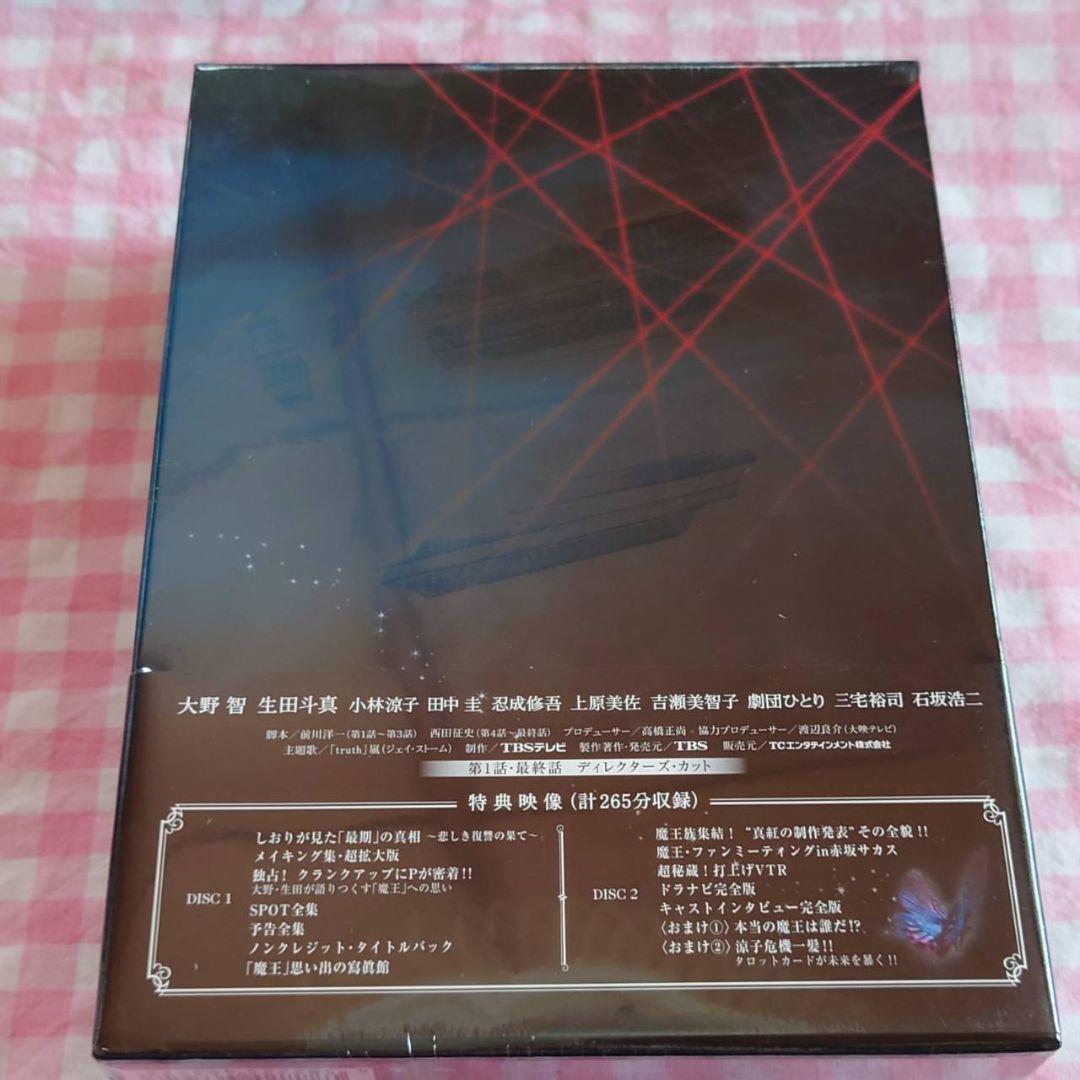 大野 智 生田斗真 小林涼子 田中 圭 忍成修吾 上原美佐 吉瀬美智子 劇団ひとり 三宅裕司 石坂浩二
脚本／前川洋一(第1話〜第3話) 西田征史(第4話〜最終話) プロデューサー／高橋正尚 協力プロデューサー／渡辺良介(大映テレビ)
主題歌／「truth」嵐(ジェイ・ストーム) 制作／TBSテレビ 製作著作・発売元／TBS 販売元／TCエンタテインメント株式会社
第1話・最終話 ディレクターズ・カット
特典映像(計265分収録)
DISC 1
しおりが見た「最期」の真相 〜悲しき復讐の果て〜
メイキング集・超拡大版
独占! クランクアップにPが密着!!
大野・生田が語りつくす「魔王」への思い
SPOT全集
予告全集
ノンクレジット・タイトルバック
「魔王」思い出の寫眞館
DISC 2
魔王族集結! “真紅の制作発表”その全貌!!
魔王・ファンミーティングin赤坂サカス
超秘蔵!打上げVTR
ドラナビ完全版
キャストインタビュー完全版
〈おまけ①〉本当の魔王は誰だ!?
〈おまけ②〉涼子危機一髪!!
タロットカードが未来を暴く!!